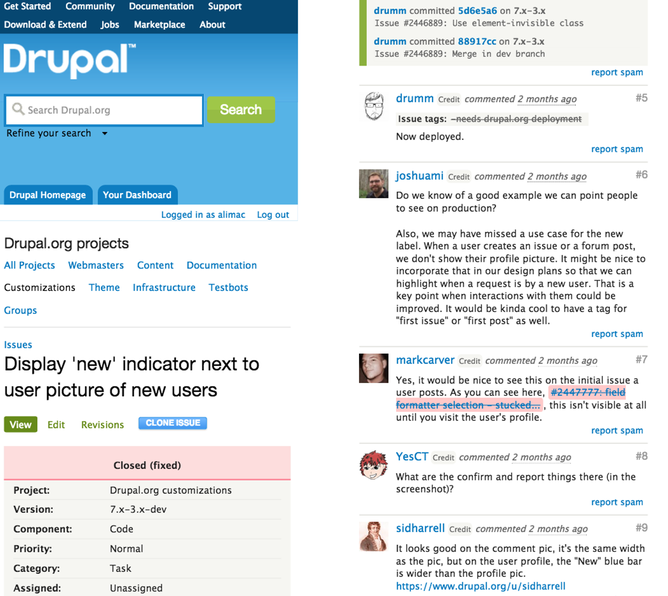 Get Started Community Documentation Support
Download & Extend Jobs Marketplace About
Drupal™
Search Drupal.org
Search
Refine your search
Drupal Homepage Your Dashboard
Logged in as alimac Log out
Drupal.org projects
All Projects Webmasters Content Documentation
Customizations Theme Infrastructure Testbots
Groups
Issues
Display 'new' indicator next to
user picture of new users
View Edit Revisions CLONE ISSUE
Closed (fixed)
Project: Drupal.org customizations
Version: 7.x-3.x-dev
Component: Code
Priority: Normal
Category: Task
Assigned: Unassigned
drumm committed 5d6e5a6 on 7.x-3.x
Issue #2446889: Use element-invisible class
drumm committed 88917cc on 7.x-3.x
Issue #2446889: Merge in dev branch
report spam
drumm Credit commented 2 months ago #5
Issue tags: -needs drupal.org deployment
Now deployed.
report spam
joshuami Credit commented 2 months ago #6
Do we know of a good example we can point people
to see on production?
Also, we may have missed a use case for the new
label. When a user creates an issue or a forum post,
we don't show their profile picture. It might be nice to
incorporate that in our design plans so that we can
highlight when a request is by a new user. That is a
key point when interactions with them could be
improved. It would be kinda cool to have a tag for
"first issue" or "first post" as well.
report spam
markcarver Credit commented 2 months ago #7
Yes, it would be nice to see this on the initial issue a
user posts. As you can see here, #2447777: field
formatter selection - stucked... , this isn't visible at all
until you visit the user's profile.
report spam
YesCT Credit commented 2 months ago #8
What are the confirm and report things there (in the
screenshot)?
report spam
sidharrell Credit commented 2 months ago #9
It looks good on the comment pic, it's the same width
as the pic, but on the user profile, the "New" blue bar
is wider than the profile pic.
https://www.drupal.org/u/sidharrell